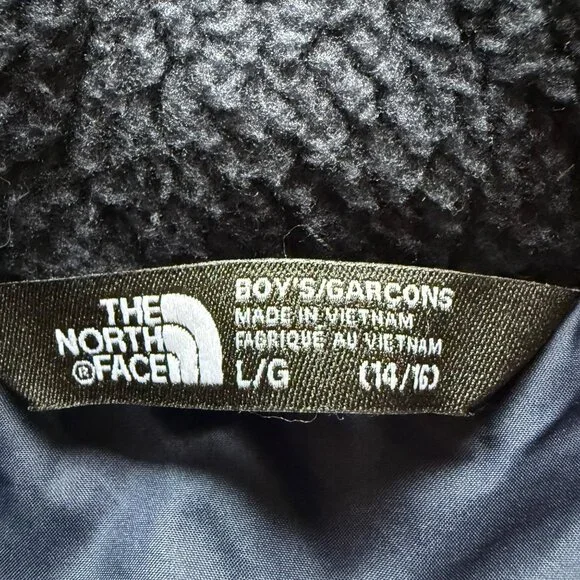 THE
NORTH
®FACE
BOY'S/GARÇONS
MADE IN VIETNAM
FABRIQUÉ AU VIETNAM
L/G (14/16)